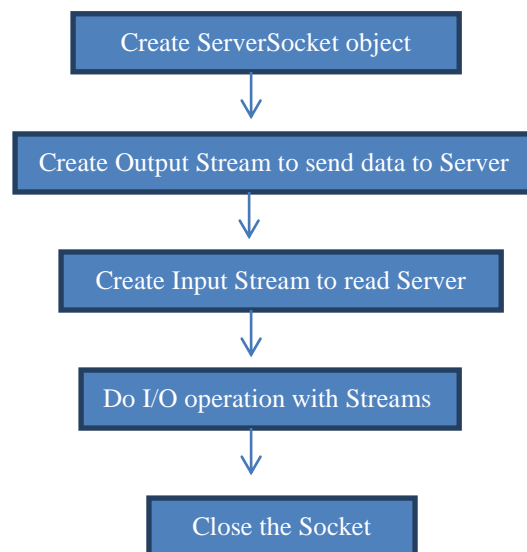 Create ServerSocket object
Create Output Stream to send data to Server
Create Input Stream to read Server
Do I/O operation with Streams
Close the Socket